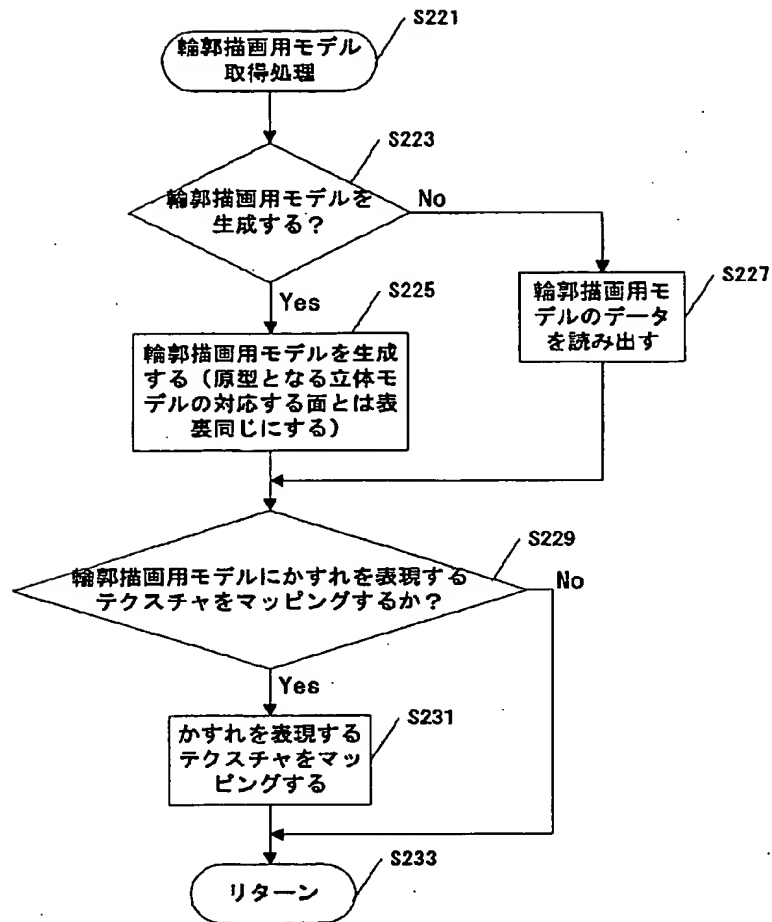 S221
輪郭描画用モデル
取得処理
S223
輪郭描画用モデルを
生成する？
No
Yes
S225
輪郭描画用モデルを生成
する（原型となる立体モ
デルの対応する面とは表
裏同じにする）
S227
輪郭描画用モ
デルのデータ
を読み出す
S229
輪郭描画用モデルにかすれを表現する
テクスチャをマッピングするか？
No
Yes
S231
かすれを表現する
テクスチャをマッ
ピングする
S233
リターン